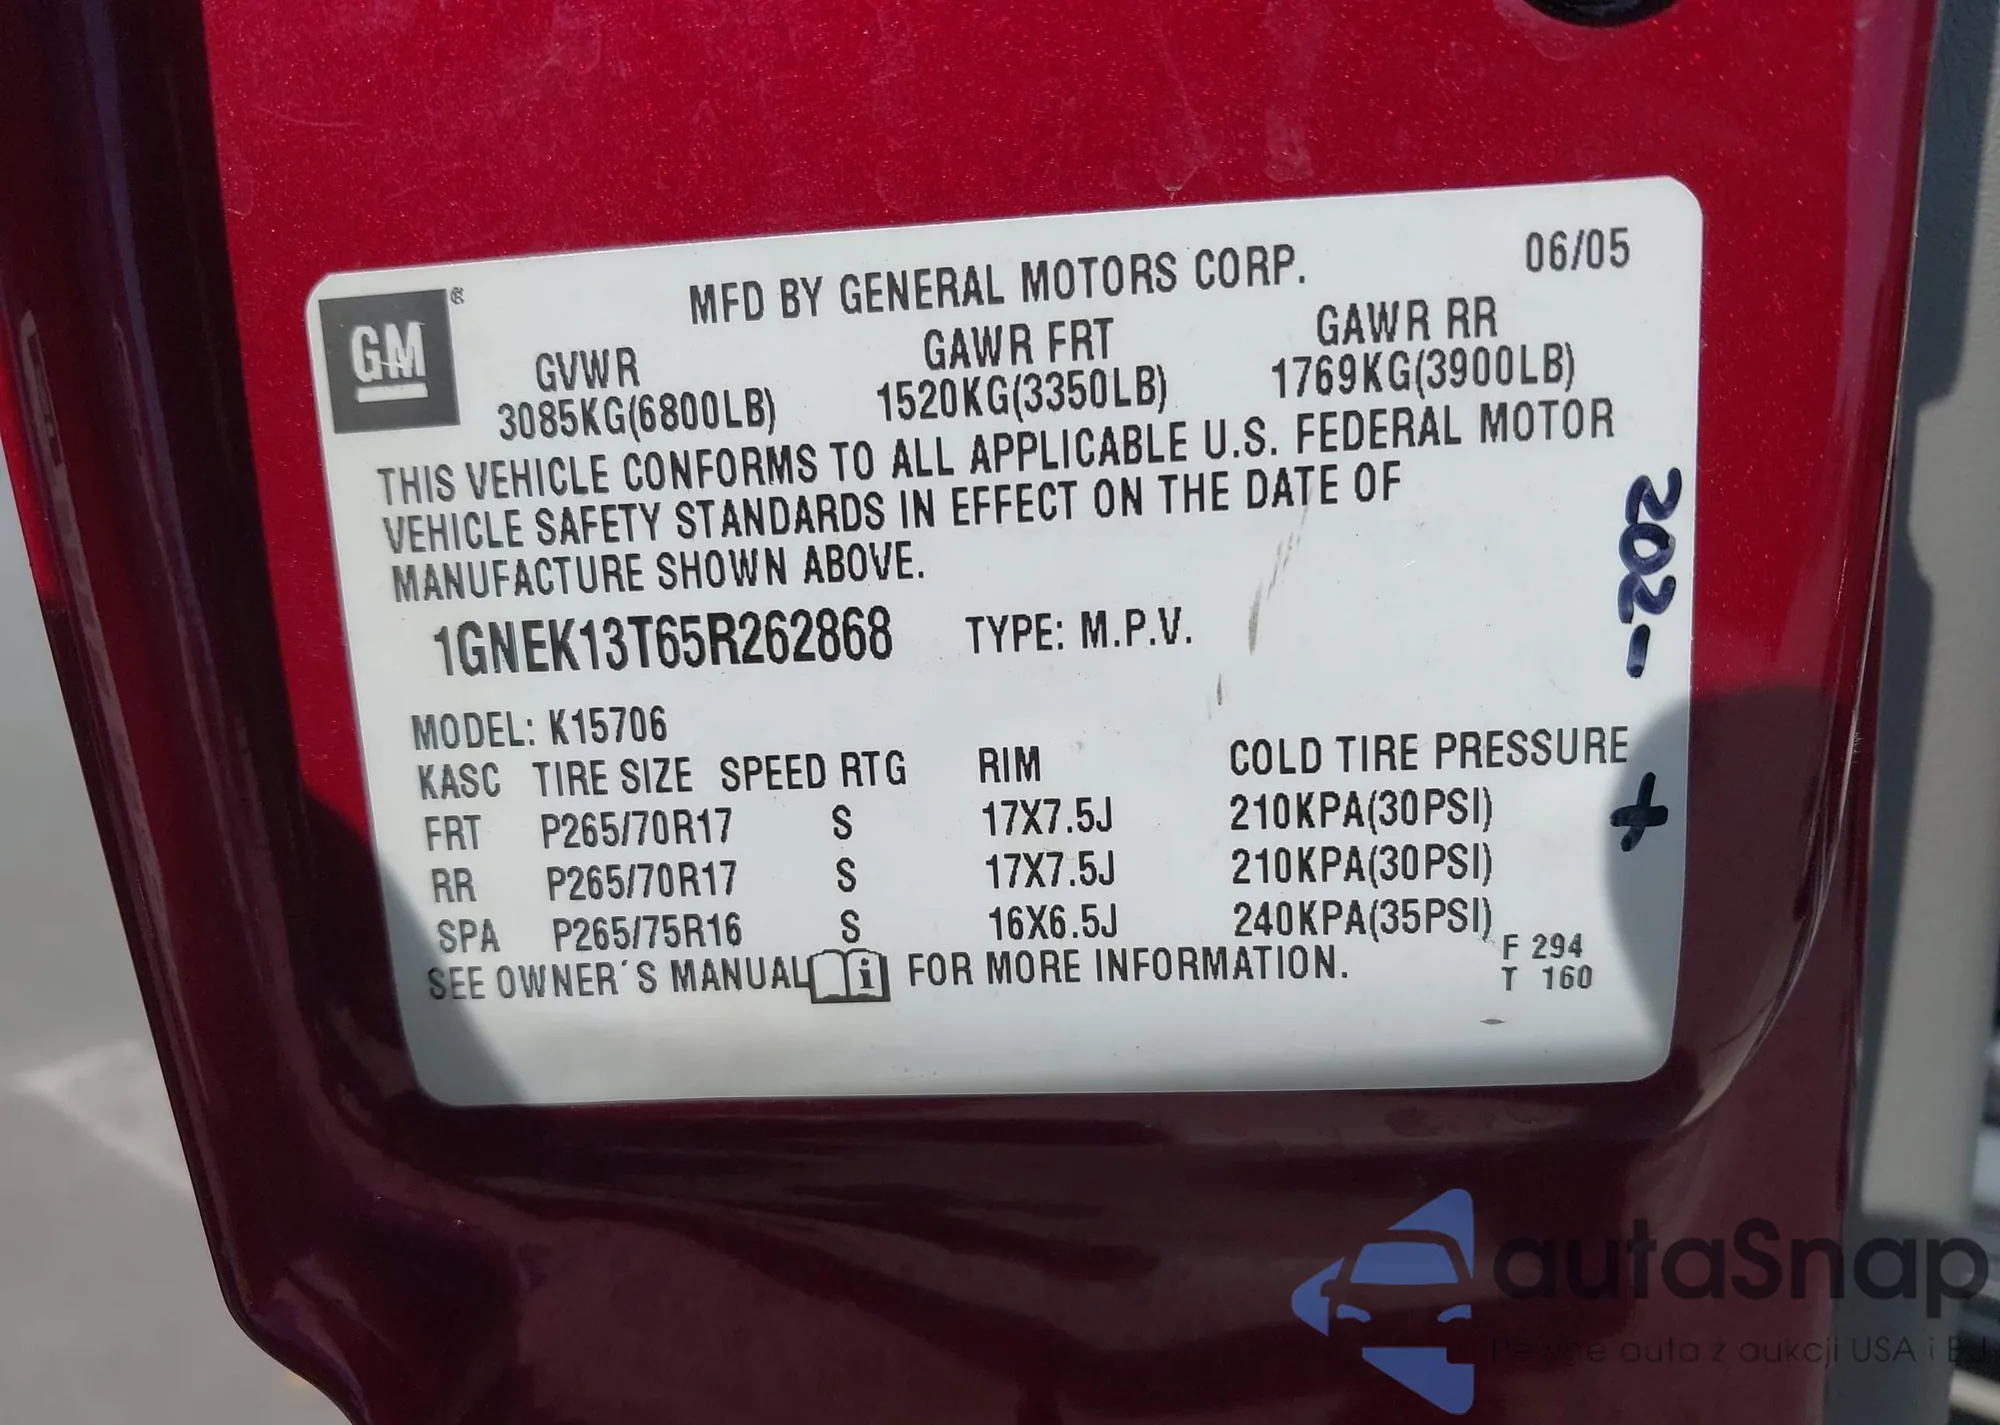 GM ®
MFD BY GENERAL MOTORS CORP. 06/05
GVWR GAWR FRT GAWR RR
3085KG(6800LB) 1520KG(3350LB) 1769KG(3900LB)
THIS VEHICLE CONFORMS TO ALL APPLICABLE U.S. FEDERAL MOTOR
VEHICLE SAFETY STANDARDS IN EFFECT ON THE DATE OF
MANUFACTURE SHOWN ABOVE.
1GNEK13T65R262868 TYPE: M.P.V.
202-
MODEL: K15706
KASC TIRE SIZE SPEED RTG RIM COLD TIRE PRESSURE
FRT P265/70R17 S 17X7.5J 210KPA(30PSI) +
RR P265/70R17 S 17X7.5J 210KPA(30PSI)
SPA P265/75R16 S 16X6.5J 240KPA(35PSI)
SEE OWNER´S MANUAL i FOR MORE INFORMATION.
F 294
T 160
autaSnap
Pewne auta z aukcji USA i